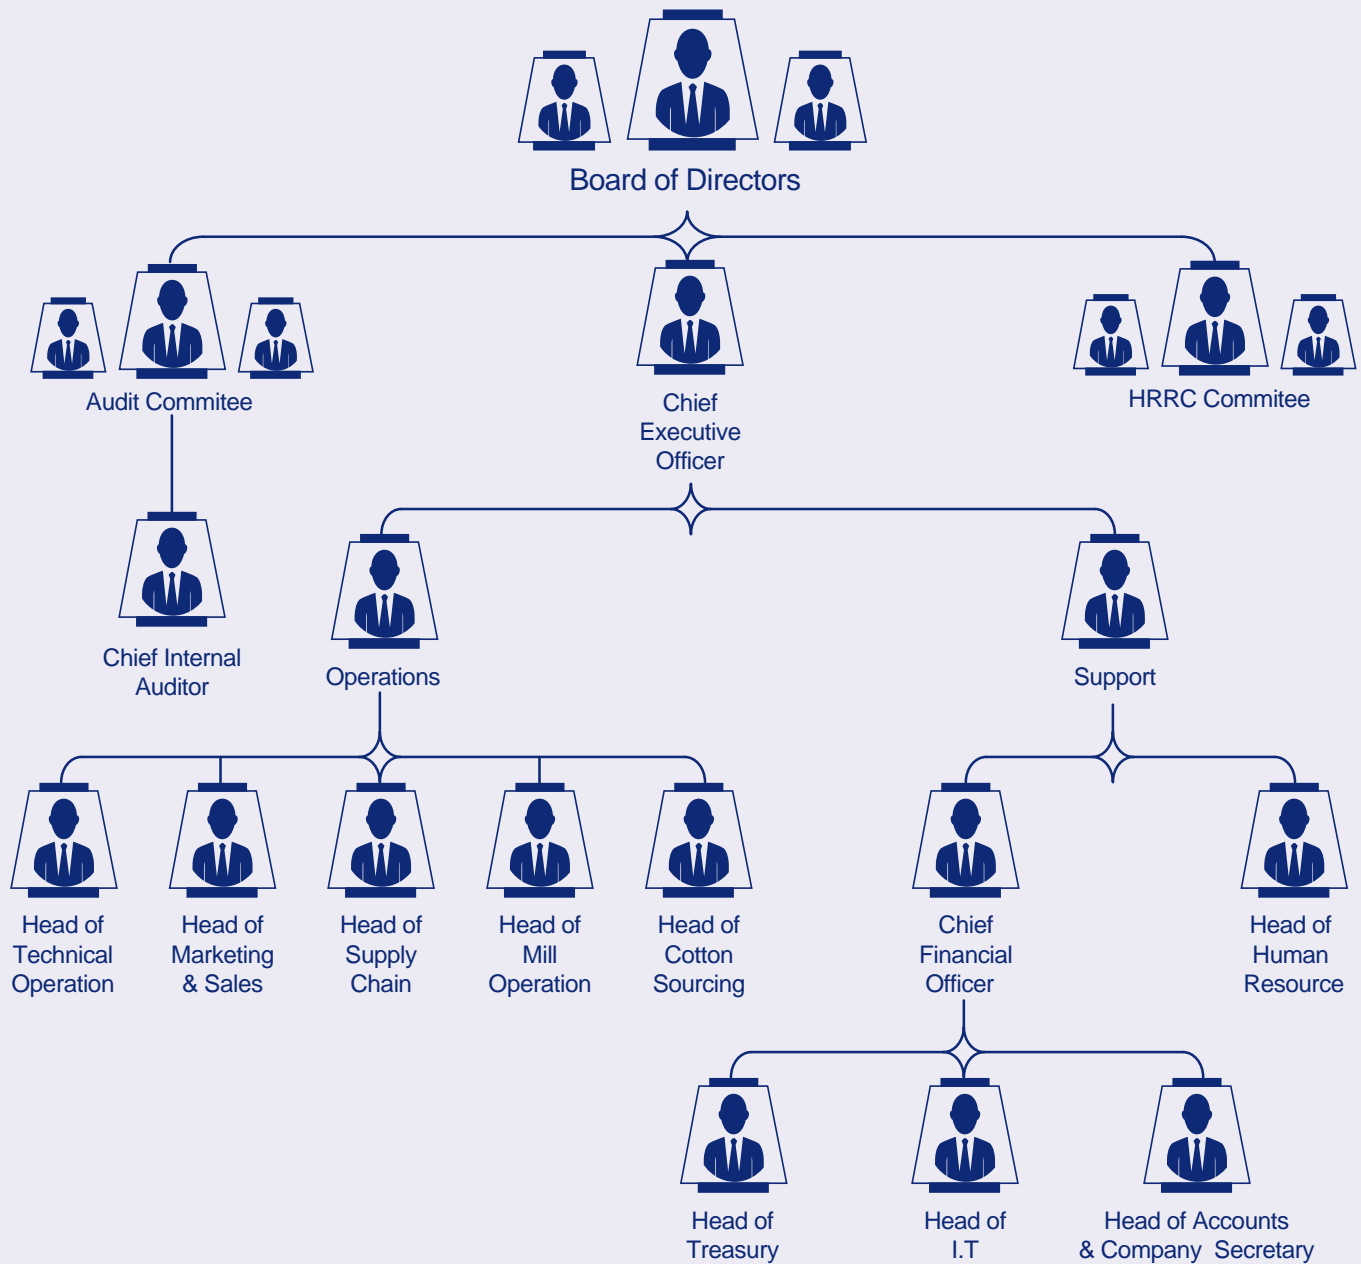 Board of Directors
Audit Commitee
Chief
Executive
Officer
HRRC Commitee
Chief Internal
Auditor
Operations
Support
Head of
Technical
Operation
Head of
Marketing
& Sales
Head of
Supply
Chain
Head of
Mill
Operation
Head of
Cotton
Sourcing
Chief
Financial
Officer
Head of
Human
Resource
Head of
Treasury
Head of
I.T
Head of Accounts
& Company Secretary